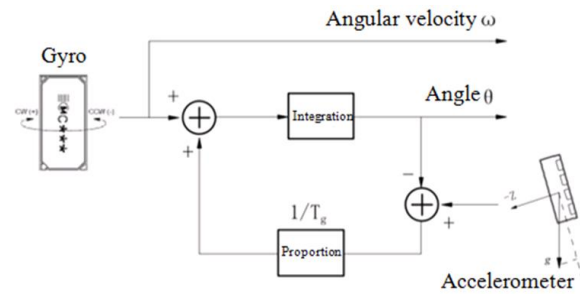 Angular velocity ω
Gyro
CW(+)
CCW(-)
+
+
Integration
Angle θ
−
+
-Z
1/Tg
Proportion
g
Accelerometer